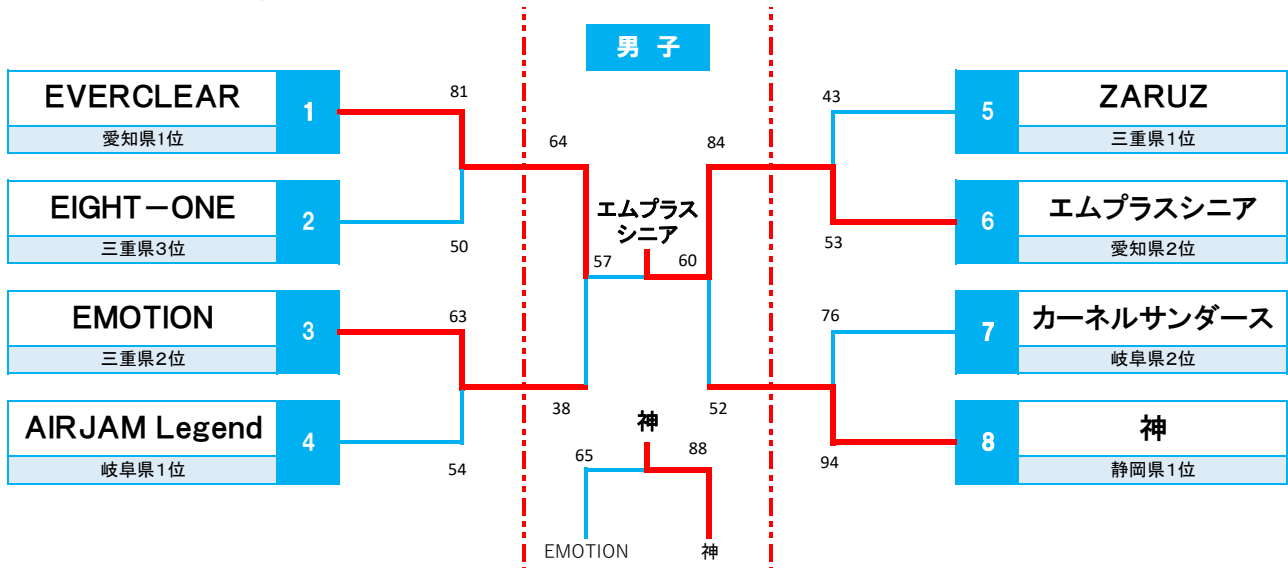 男 子
EVERCLEAR
1
愛知県1位
81
EIGHT－ONE
2
三重県3位
50
64
EMOTION
3
三重県2位
63
AIRJAM Legend
4
岐阜県1位
54
38
エムプラス
シニア
57
60
神
65
88
EMOTION
神
84
52
43
5
ZARUZ
三重県1位
53
6
エムプラスシニア
愛知県2位
76
7
カーネルサンダース
岐阜県2位
94
8
神
静岡県1位